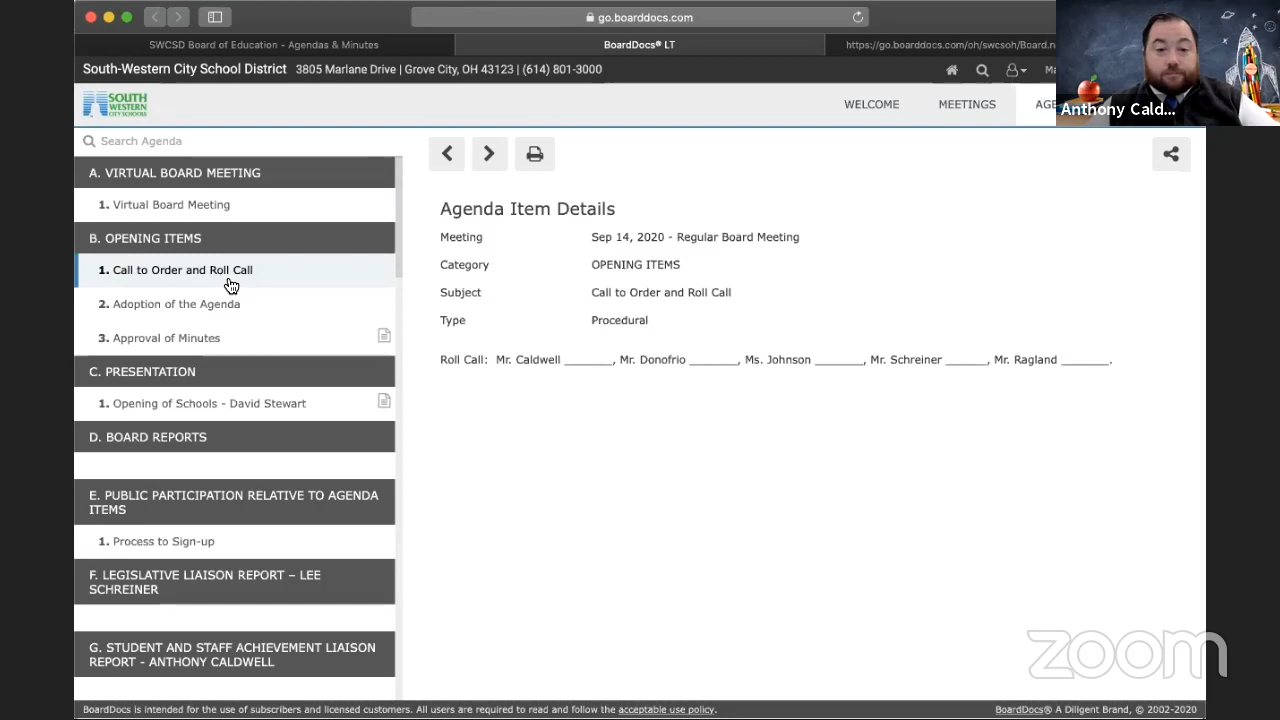 go.boarddocs.com
SWCSD Board of Education - Agendas & Minutes
BoardDocs® LT
https://go.boarddocs.com/oh/swcsoh/Board.n
South-Western City School District 3805 Marlane Drive | Grove City, OH 43123 | (614) 801-3000
Ma
Anthony Cald...
SOUTH
WESTERN
CITY SCHOOLS
WELCOME
MEETINGS
AGE
Search Agenda
A. VIRTUAL BOARD MEETING
1. Virtual Board Meeting
B. OPENING ITEMS
1. Call to Order and Roll Call
2. Adoption of the Agenda
3. Approval of Minutes
C. PRESENTATION
1. Opening of Schools - David Stewart
D. BOARD REPORTS
E. PUBLIC PARTICIPATION RELATIVE TO AGENDA
ITEMS
1. Process to Sign-up
F. LEGISLATIVE LIAISON REPORT – LEE
SCHREINER
G. STUDENT AND STAFF ACHIEVEMENT LIAISON
REPORT - ANTHONY CALDWELL
Agenda Item Details
Meeting Sep 14, 2020 - Regular Board Meeting
Category OPENING ITEMS
Subject Call to Order and Roll Call
Type Procedural
Roll Call: Mr. Caldwell _______, Mr. Donofrio _______, Ms. Johnson _______, Mr. Schreiner ______, Mr. Ragland _______.
zoom
BoardDocs is intended for the use of subscribers and licensed customers. All users are required to read and follow the acceptable use policy.
BoardDocs® A Diligent Brand, © 2002-2020